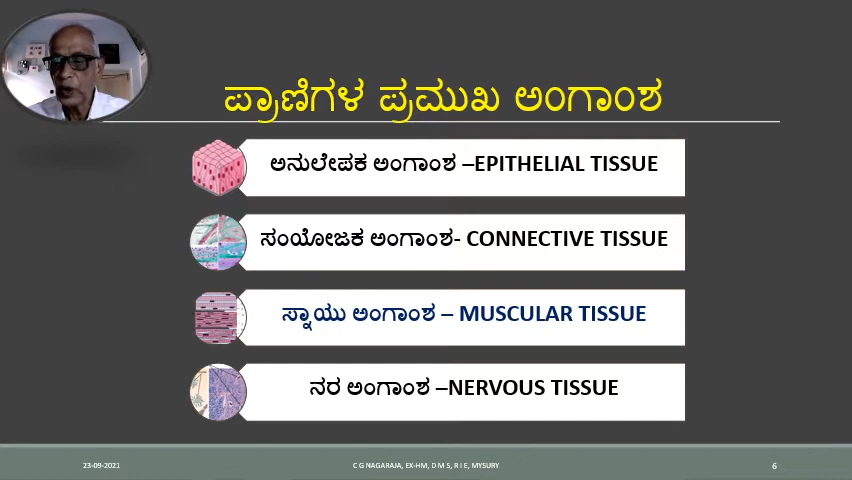 ಪ್ರಾಣಿಗಳ ಪ್ರಮುಖ ಅಂಗಾಂಶ
ಅನುಲೇಪಕ ಅಂಗಾಂಶ –EPITHELIAL TISSUE
ಸಂಯೋಜಕ ಅಂಗಾಂಶ- CONNECTIVE TISSUE
ಸ್ನಾಯು ಅಂಗಾಂಶ – MUSCULAR TISSUE
ನರ ಅಂಗಾಂಶ –NERVOUS TISSUE
23-09-2021
C G NAGARAJA, EX-HM, D M S, R I E, MYSURY
6